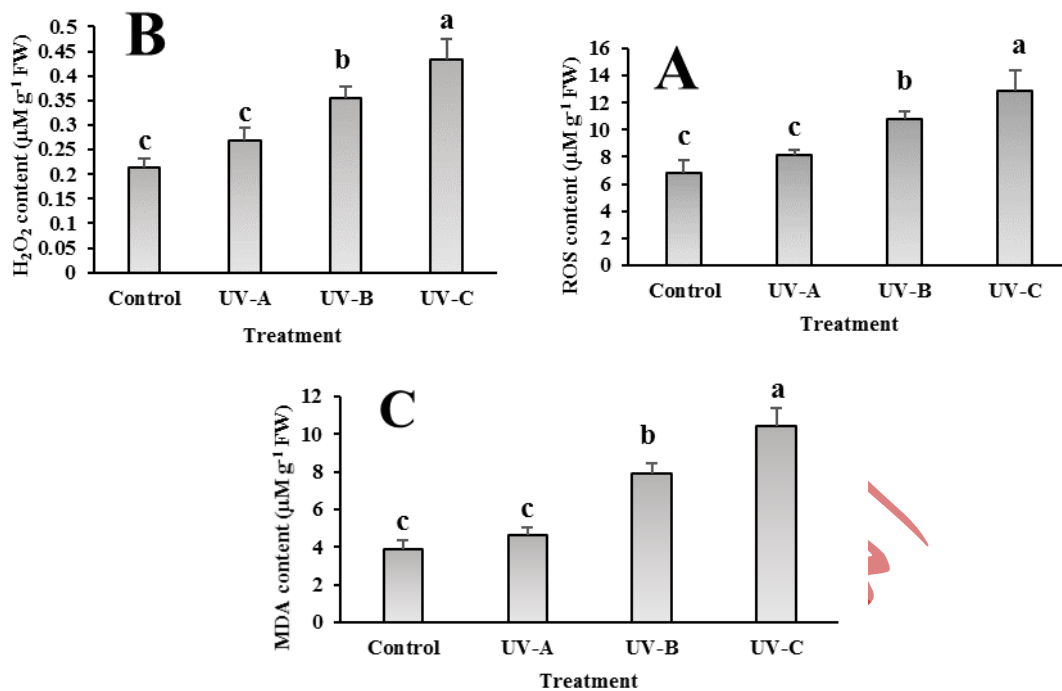 B
H₂O₂ content (µM g⁻¹ FW)
0.5
0.45
0.4
0.35
0.3
0.25
0.2
0.15
0.1
0.05
0
c
c
b
a
Control UV-A UV-B UV-C
Treatment
A
ROS content (µM g⁻¹ FW)
16
14
12
10
8
6
4
2
0
c
c
b
a
Control UV-A UV-B UV-C
Treatment
C
MDA content (µM g⁻¹ FW)
12
10
8
6
4
2
0
c
c
b
a
Control UV-A UV-B UV-C
Treatment